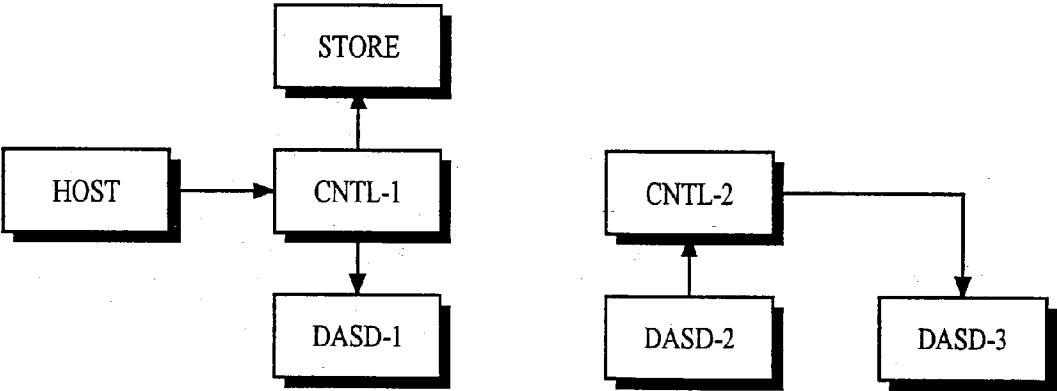 STORE
HOST
CNTL-1
CNTL-2
DASD-1
DASD-2
DASD-3